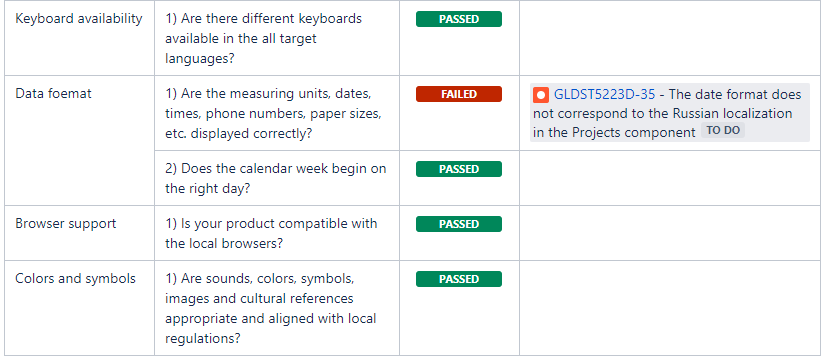 Keyboard availability
1) Are there different keyboards
available in the all target
languages?
PASSED
Data foemat
1) Are the measuring units, dates,
times, phone numbers, paper sizes,
etc. displayed correctly?
FAILED
GLDST5223D-35 - The date format does
not correspond to the Russian localization
in the Projects component TO DO
2) Does the calendar week begin on
the right day?
PASSED
Browser support
1) Is your product compatible with
the local browsers?
PASSED
Colors and symbols
1) Are sounds, colors, symbols,
images and cultural references
appropriate and aligned with local
regulations?
PASSED